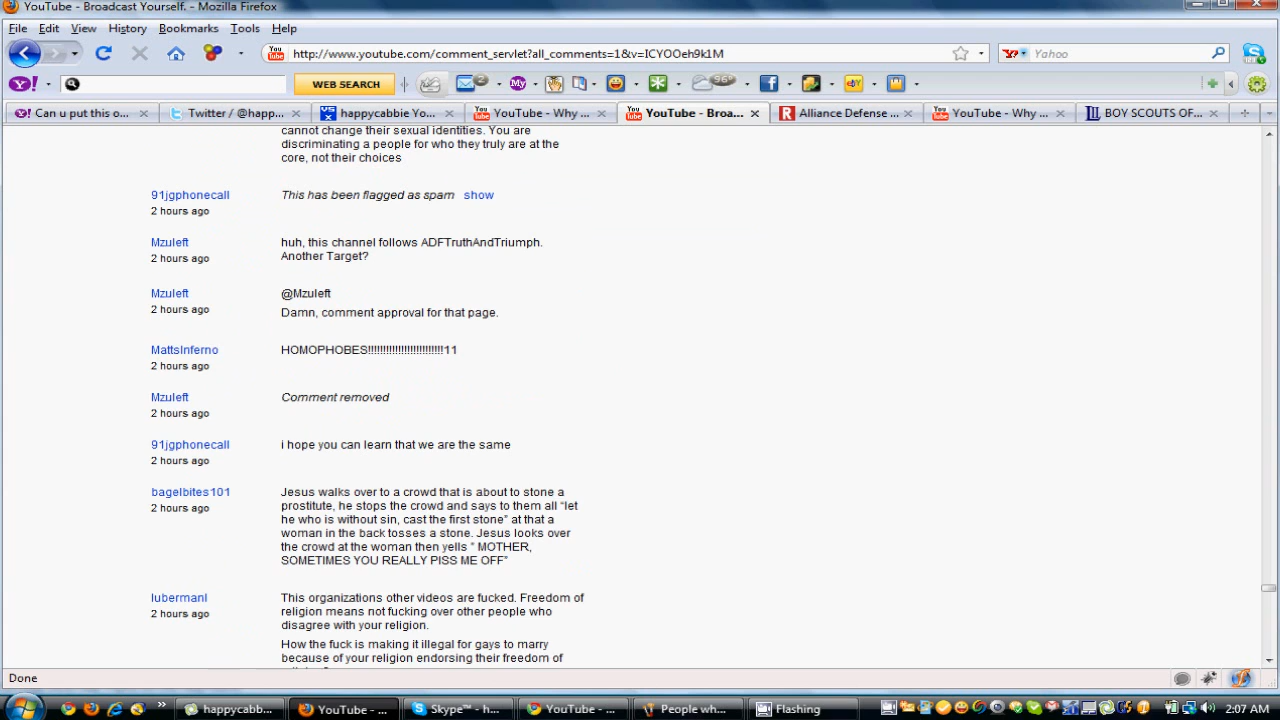 YouTube - Broadcast Yourself. - Mozilla Firefox
File Edit View History Bookmarks Tools Help
http://www.youtube.com/comment_servlet?all_comments=1&v=ICYOOeh9k1M
Yahoo
WEB SEARCH
96°
Can u put this o...
Twitter / @happ...
happycabbie Yo...
YouTube - Why ...
YouTube - Broa...
Alliance Defense ...
YouTube - Why ...
BOY SCOUTS OF...
cannot change their sexual identities. You are
discriminating a people for who they truly are at the
core, not their choices
91jgphonecall This has been flagged as spam show
2 hours ago
Mzuleft huh, this channel follows ADFTruthAndTriumph.
2 hours ago Another Target?
Mzuleft @Mzuleft
2 hours ago Damn, comment approval for that page.
MattsInferno HOMOPHOBES!!!!!!!!!!!!!!!!!!!!!!!!!11
2 hours ago
Mzuleft Comment removed
2 hours ago
91jgphonecall i hope you can learn that we are the same
2 hours ago
bagelbites101 Jesus walks over to a crowd that is about to stone a
2 hours ago prostitute, he stops the crowd and says to them all "let
he who is without sin, cast the first stone" at that a
woman in the back tosses a stone. Jesus looks over
the crowd at the woman then yells " MOTHER,
SOMETIMES YOU REALLY PISS ME OFF"
lubermanl This organizations other videos are fucked. Freedom of
2 hours ago religion means not fucking over other people who
disagree with your religion.
How the fuck is making it illegal for gays to marry
because of your religion endorsing their freedom of
Done
happycabb...
YouTube - ...
Skype™ - h...
YouTube - ...
People wh...
Flashing
2:07 AM